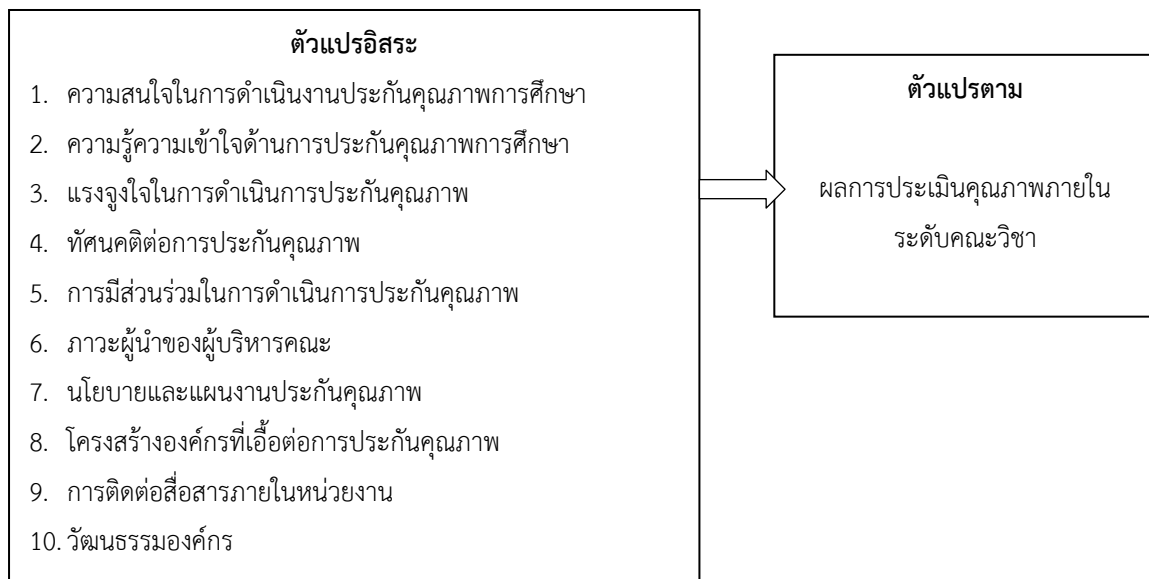 ตัวแปรอิสระ
1. ความสนใจในการดำเนินงานประกันคุณภาพการศึกษา
2. ความรู้ความเข้าใจด้านการประกันคุณภาพการศึกษา
3. แรงจูงใจในการดำเนินการประกันคุณภาพ
4. ทัศนคติต่อการประกันคุณภาพ
5. การมีส่วนร่วมในการดำเนินการประกันคุณภาพ
6. ภาวะผู้นำของผู้บริหารคณะ
7. นโยบายและแผนงานประกันคุณภาพ
8. โครงสร้างองค์กรที่เอื้อต่อการประกันคุณภาพ
9. การติดต่อสื่อสารภายในหน่วยงาน
10. วัฒนธรรมองค์กร
ตัวแปรตาม
ผลการประเมินคุณภาพภายใน
ระดับคณะวิชา